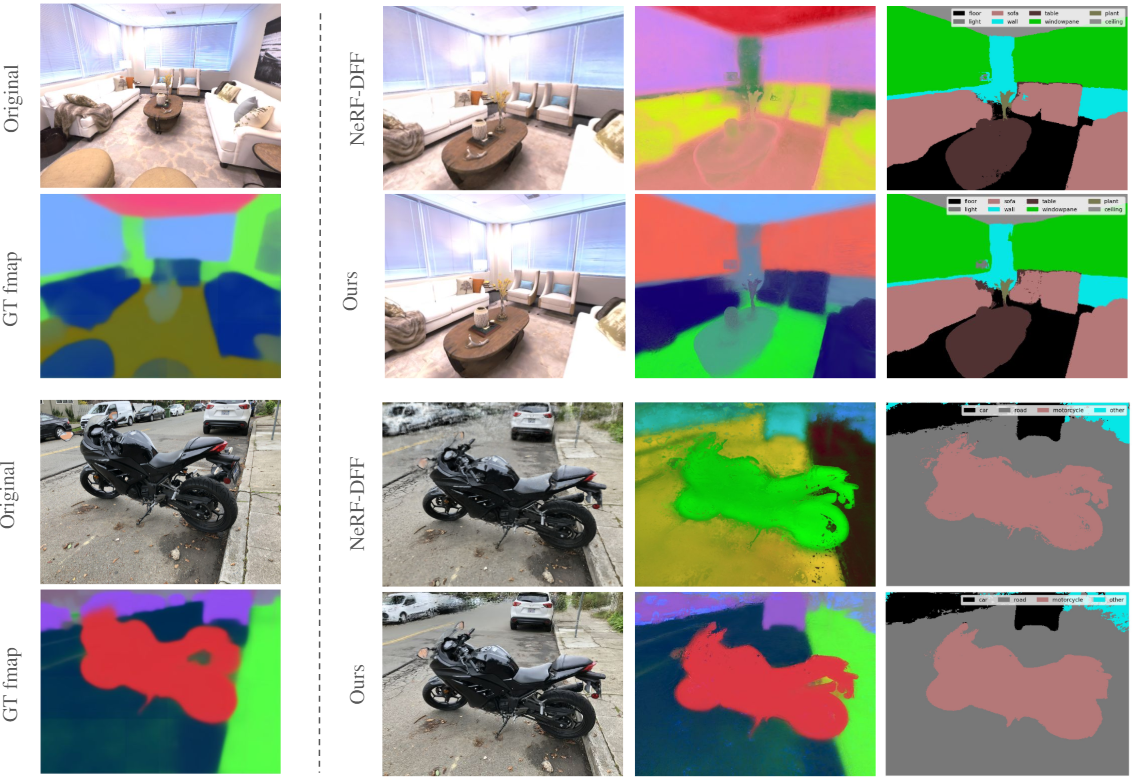 Original
NeRF-DFF
floor sofa table plant
light wall windowpane ceiling
GT fmap
Ours
floor sofa table plant
light wall windowpane ceiling
Original
NeRF-DFF
car road motorcycle other
GT fmap
Ours
car road motorcycle other